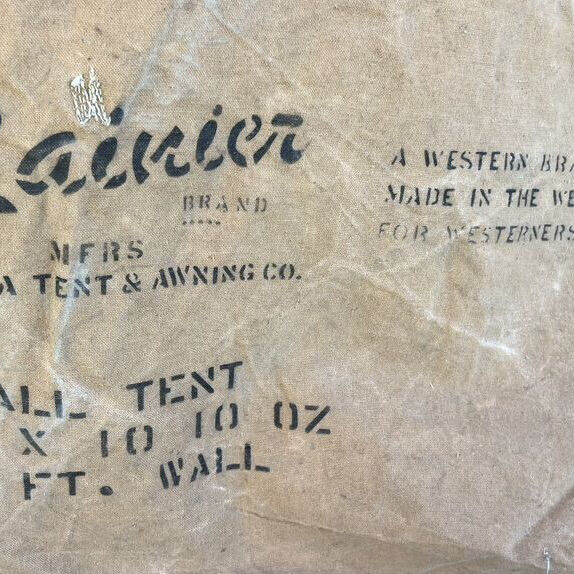 Rainier
BRAND
MFRS
A TENT & AWNING CO.
ALL TENT
X 10 10 OZ
FT. WALL
A WESTERN BRA
MADE IN THE WE
FOR WESTERNERS